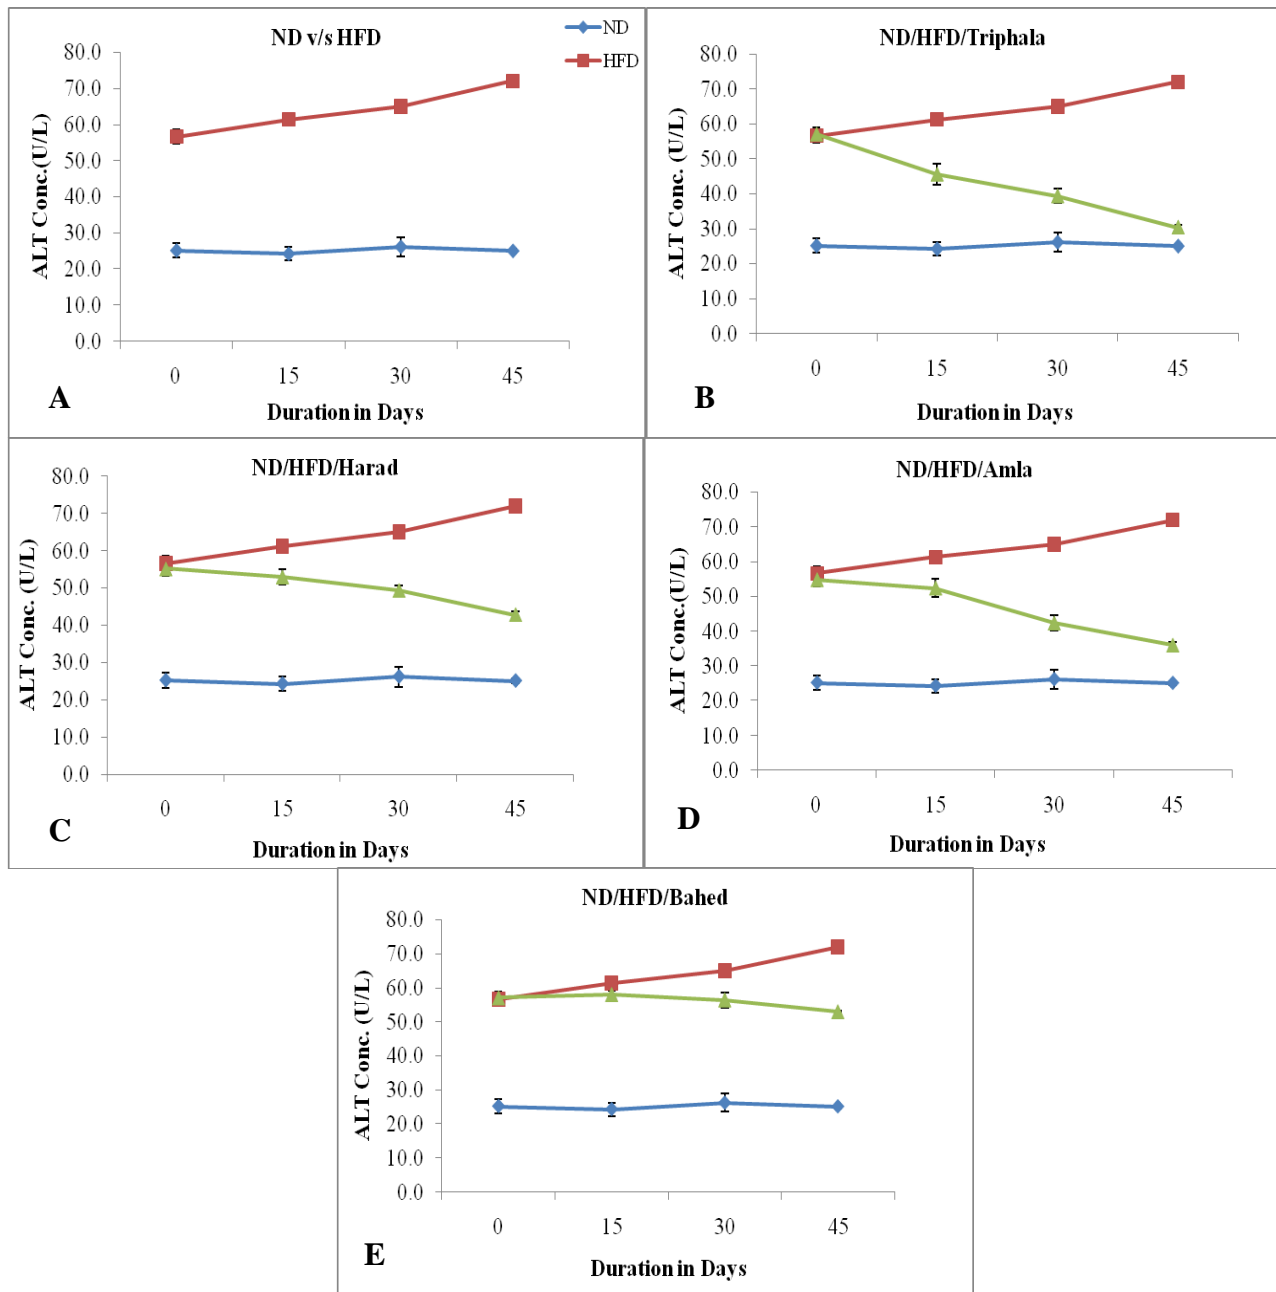 ND v/s HFD
ND
HFD
80.0
70.0
60.0
50.0
40.0
30.0
20.0
10.0
0.0
ALT Conc.(U/L)
0 15 30 45
Duration in Days
A
ND/HFD/Triphala
80.0
70.0
60.0
50.0
40.0
30.0
20.0
10.0
0.0
ALT Conc. (U/L)
0 15 30 45
Duration in Days
B
ND/HFD/Harad
80.0
70.0
60.0
50.0
40.0
30.0
20.0
10.0
0.0
ALT Conc. (U/L)
0 15 30 45
Duration in Days
C
ND/HFD/Amla
80.0
70.0
60.0
50.0
40.0
30.0
20.0
10.0
0.0
ALT Conc.(U/L)
0 15 30 45
Duration in Days
D
ND/HFD/Bahed
80.0
70.0
60.0
50.0
40.0
30.0
20.0
10.0
0.0
ALT Conc. (U/L)
0 15 30 45
Duration in Days
E